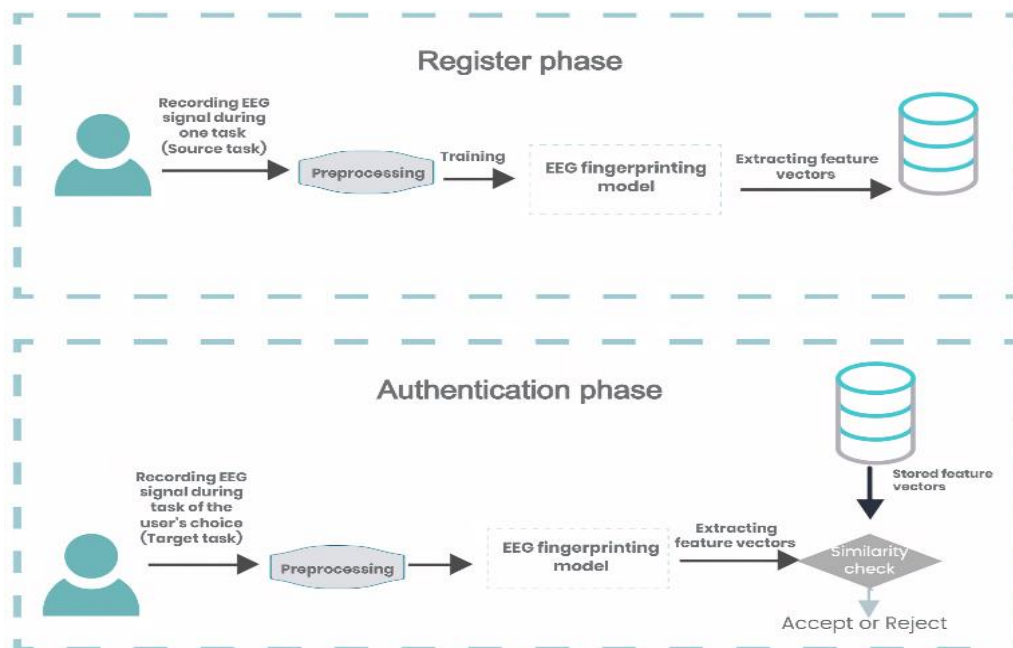 Register phase
Recording EEG
signal during
one task
(Source task)
Preprocessing
Training
EEG fingerprinting
model
Extracting feature
vectors
Authentication phase
Recording EEG
signal during
task of the
user's choice
(Target task)
Preprocessing
EEG fingerprinting
model
Extracting
feature vectors
Stored feature
vectors
Similarity
check
Accept or Reject